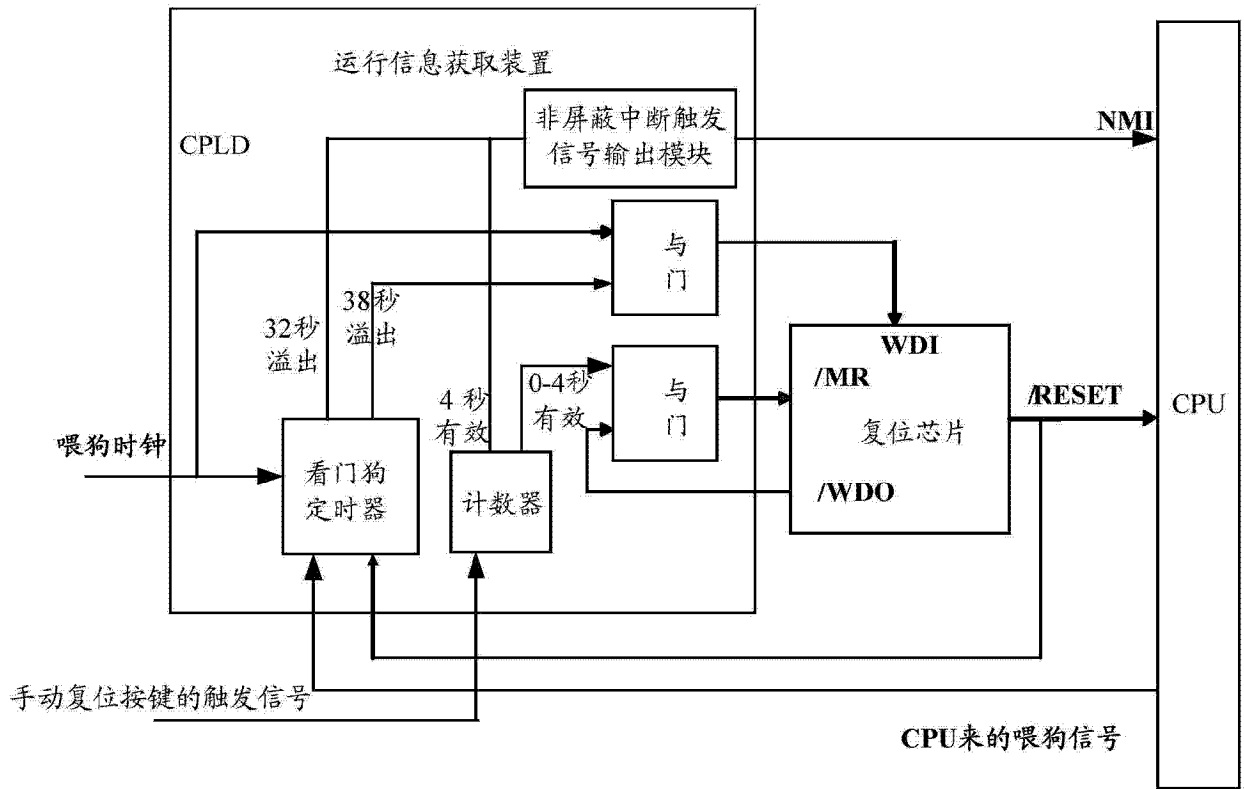 运行信息获取装置
CPLD
非屏蔽中断触发
信号输出模块
NMI
与
门
32秒
溢出
38秒
溢出
WDI
/MR
复位芯片
/WDO
/RESET
CPU
4 秒
有效
0-4秒
有效
与
门
喂狗时钟
看门狗
定时器
计数器
手动复位按键的触发信号
CPU来的喂狗信号